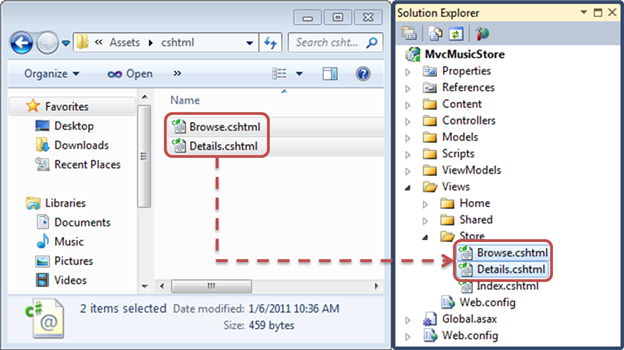 Assets
cshtml
Search csht...
Organize
Open
»
Favorites
Desktop
Downloads
Recent Places
Libraries
Documents
Music
Pictures
Videos
Name
Browse.cshtml
Details.cshtml
2 items selected Date modified: 1/6/2011 10:36 AM
Size: 459 bytes
Solution Explorer
MvcMusicStore
Properties
References
Content
Controllers
Models
Scripts
ViewModels
Views
Home
Shared
Store
Browse.cshtml
Details.cshtml
Index.cshtml
Web.config
Global.asax
Web.config